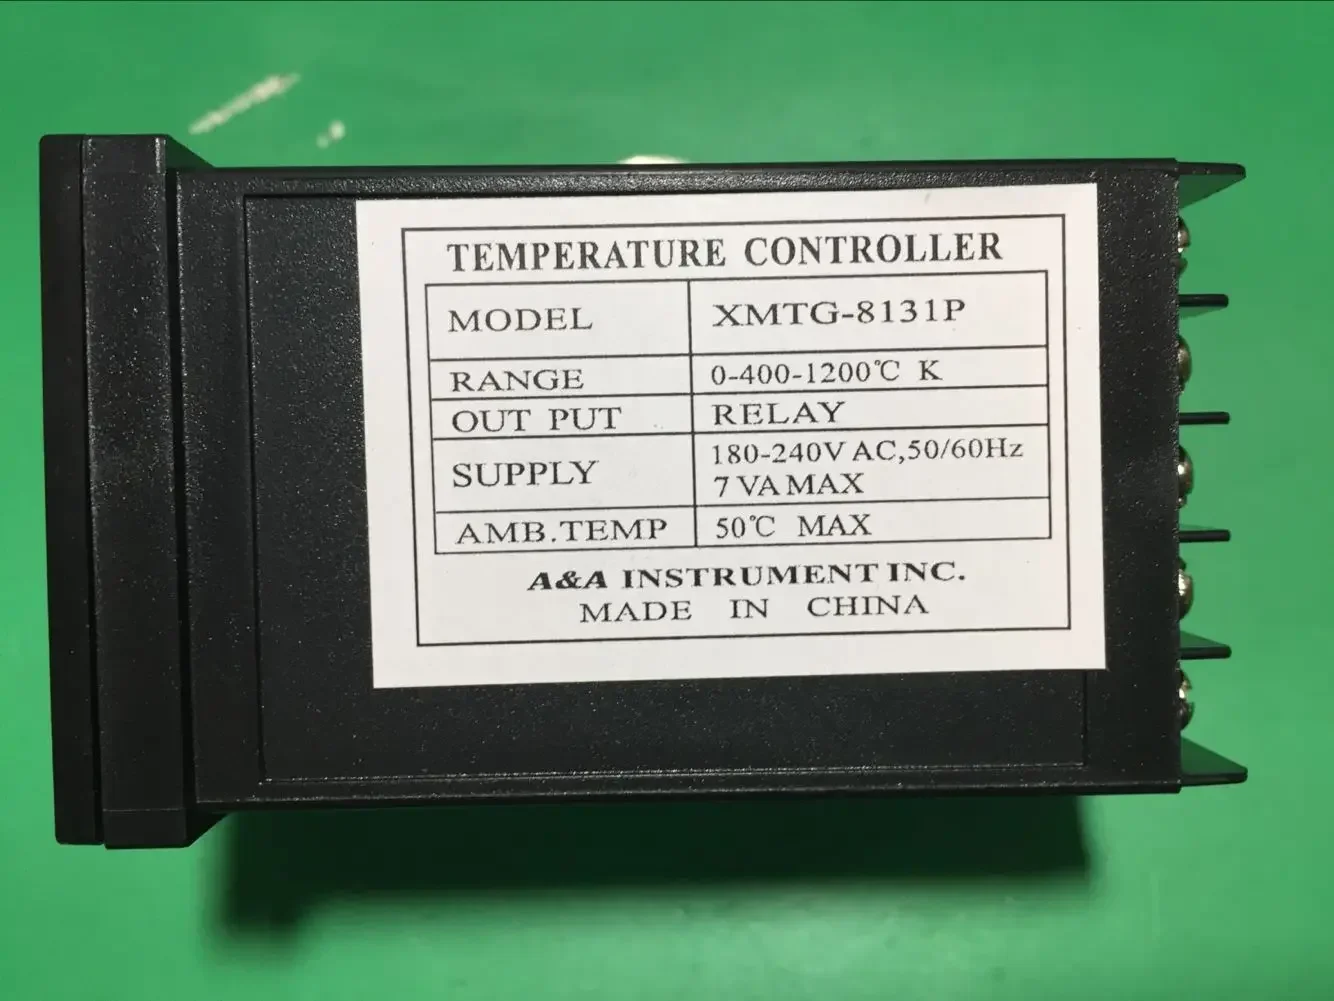 TEMPERATURE CONTROLLER
MODEL XMTG-8131P
RANGE 0-400-1200℃ K
OUT PUT RELAY
SUPPLY 180-240V AC,50/60Hz
7 VA MAX
AMB.TEMP 50℃ MAX
A&A INSTRUMENT INC.
MADE IN CHINA